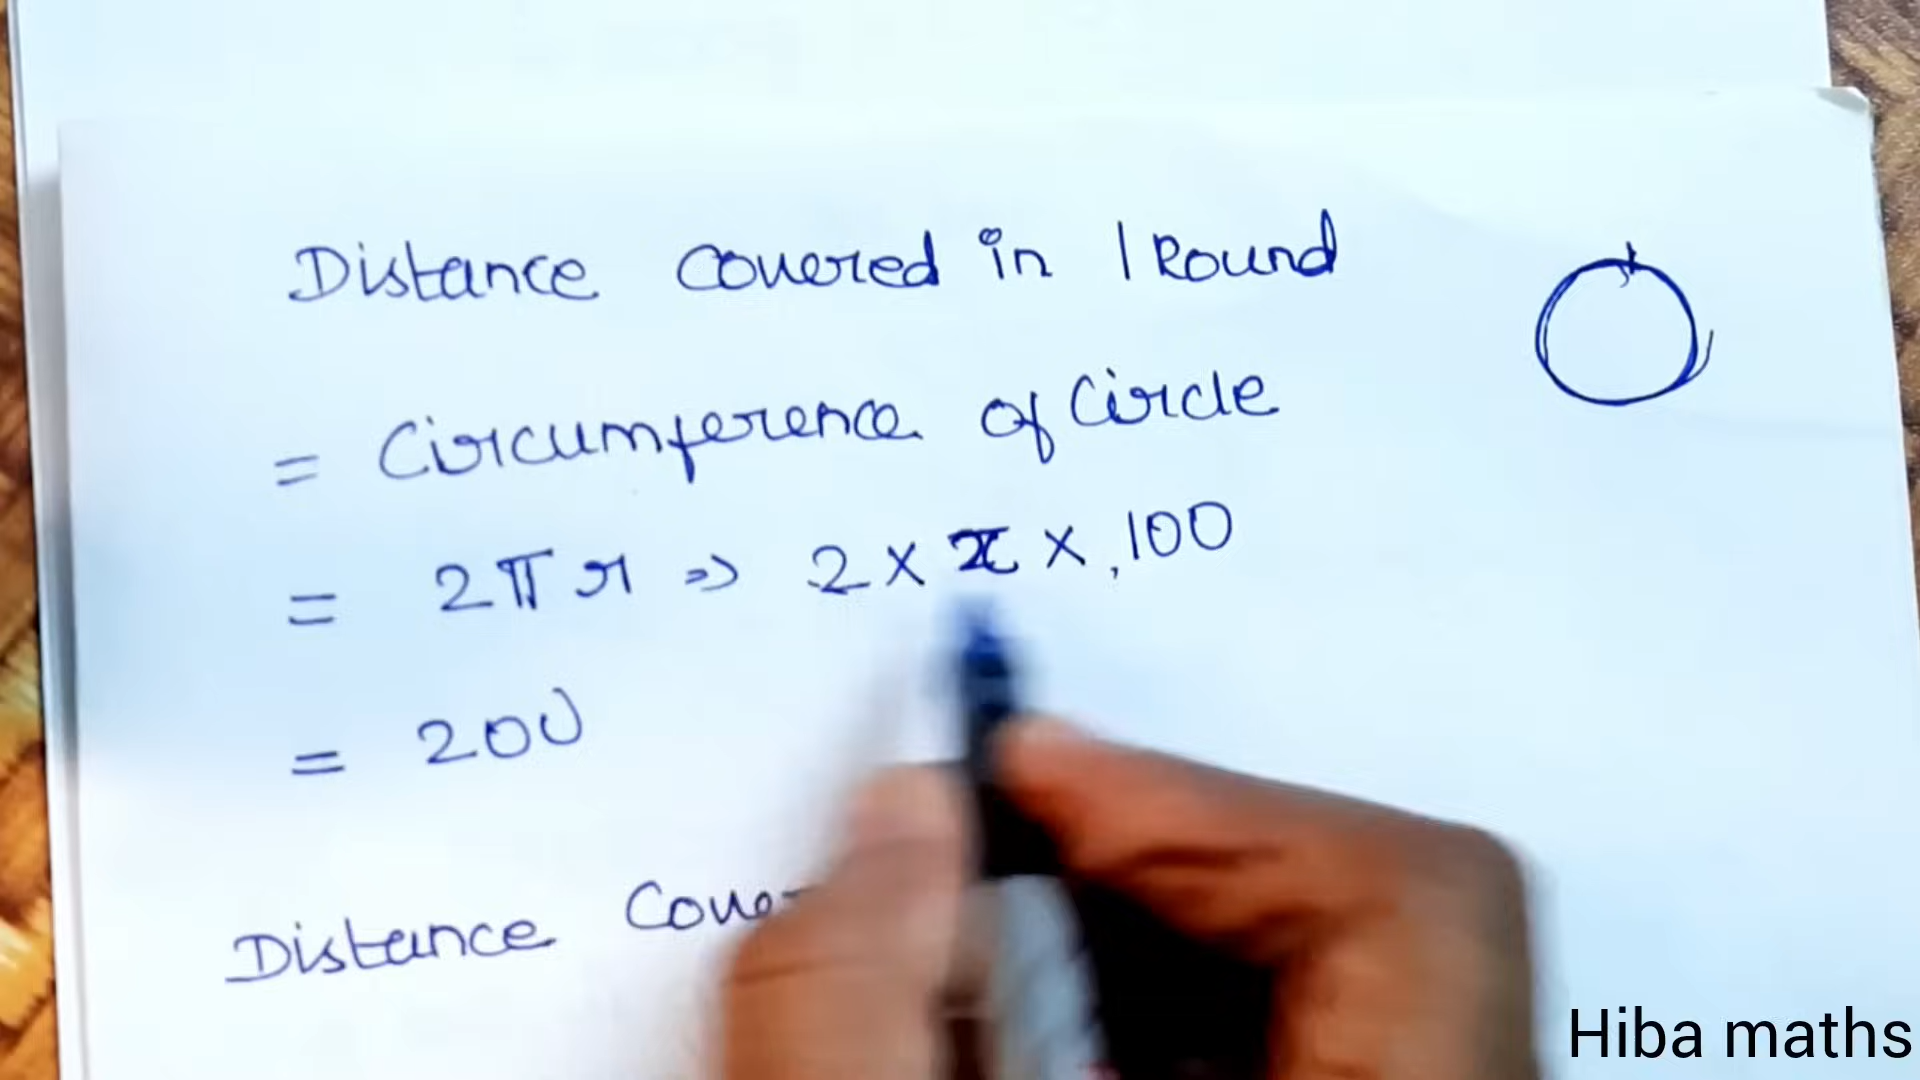 Distance Covered in 1 Round
= Circumference of Circle
= 2πr ⇒ 2 × π × 100
= 200
Distance
Hiba maths